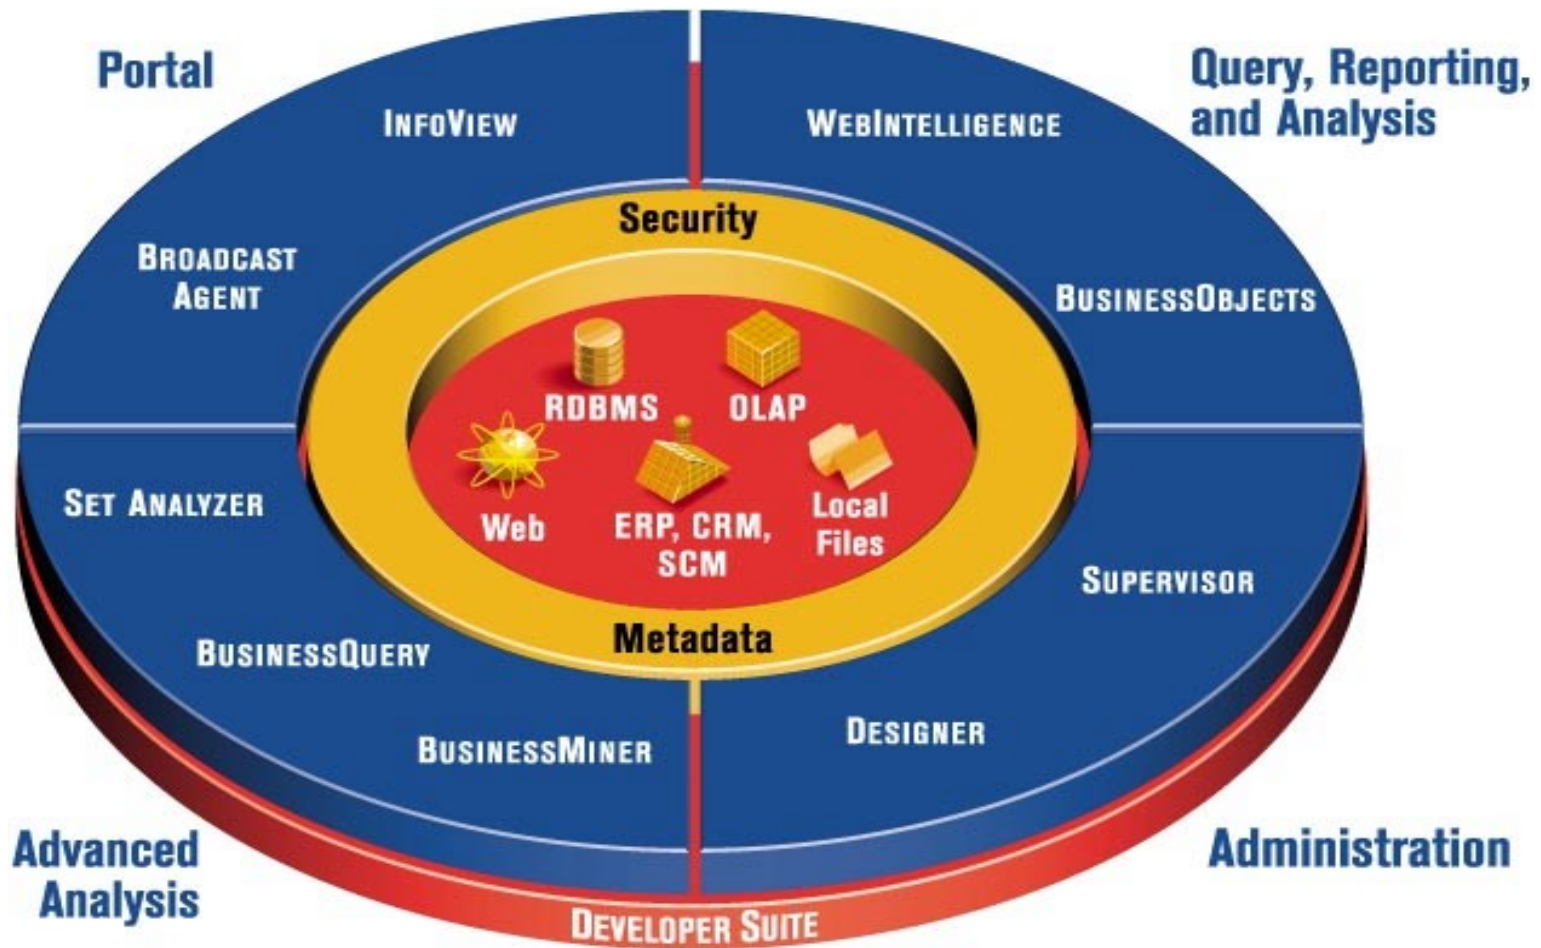 Portal
Query, Reporting,
and Analysis
INFOVIEW
WEBINTELLIGENCE
Security
BROADCAST
AGENT
BUSINESSOBJECTS
RDBMS
OLAP
Web
ERP, CRM,
SCM
Local
Files
SET ANALYZER
SUPERVISOR
Metadata
BUSINESSQUERY
BUSINESSMINER
DESIGNER
Advanced
Analysis
Administration
DEVELOPER SUITE